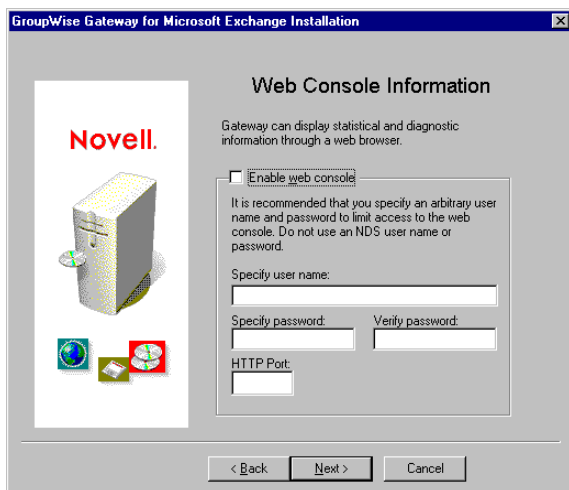 GroupWise Gateway for Microsoft Exchange Installation
Web Console Information
Novell.
Gateway can display statistical and diagnostic
information through a web browser.
Enable web console
It is recommended that you specify an arbitrary user
name and password to limit access to the web
console. Do not use an NDS user name or
password.
Specify user name:
Specify password:
Verify password:
HTTP Port:
< Back
Next >
Cancel